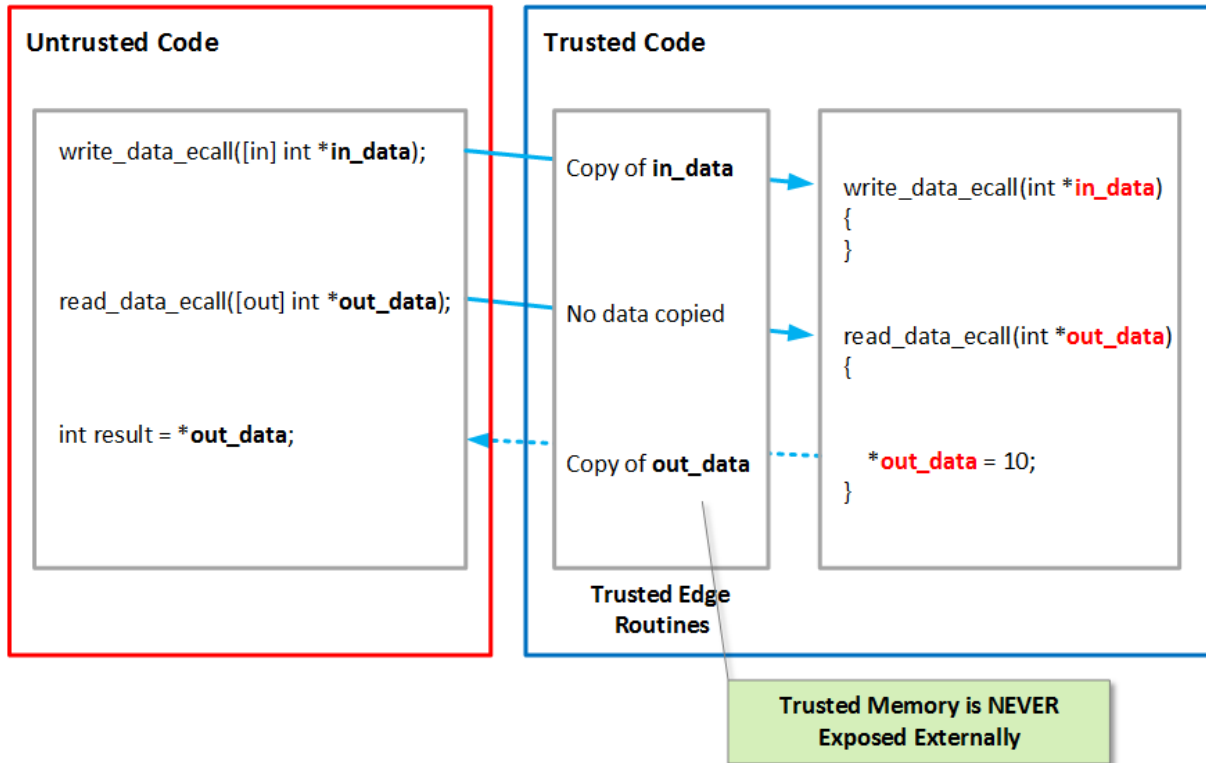 Untrusted Code
Trusted Code
write_data_ecall([in] int *in_data);
read_data_ecall([out] int *out_data);
int result = *out_data;
Copy of in_data
No data copied
Copy of out_data
Trusted Edge
Routines
write_data_ecall(int *in_data)
{
}
read_data_ecall(int *out_data)
{
*out_data = 10;
}
Trusted Memory is NEVER
Exposed Externally